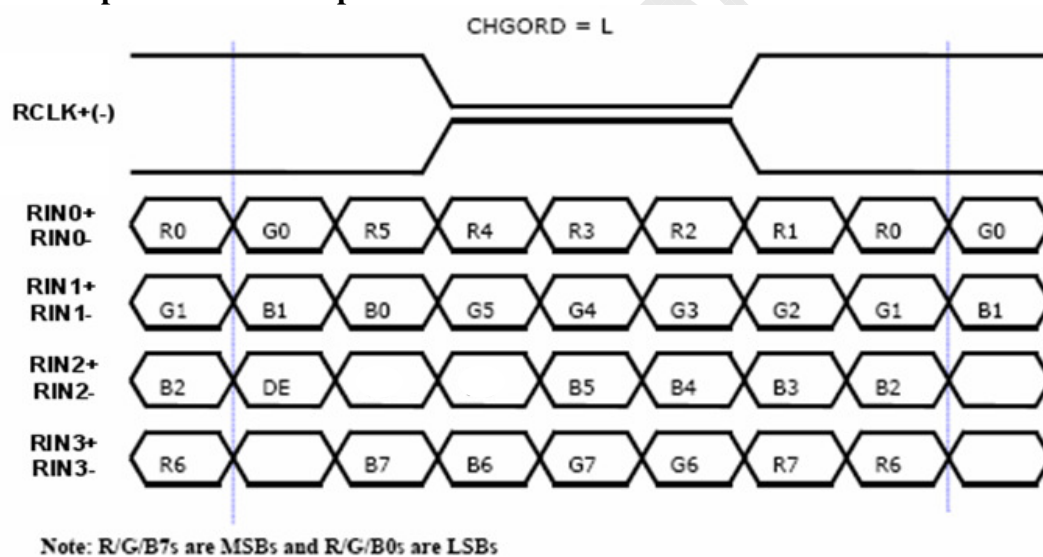 CHGORD = L
RCLK+(-)
RIN0+
RIN0-
R0 G0 R5 R4 R3 R2 R1 R0 G0
RIN1+
RIN1-
G1 B1 B0 G5 G4 G3 G2 G1 B1
RIN2+
RIN2-
B2 DE B5 B4 B3 B2
RIN3+
RIN3-
R6 B7 B6 G7 G6 R7 R6
Note: R/G/B7s are MSBs and R/G/B0s are LSBs